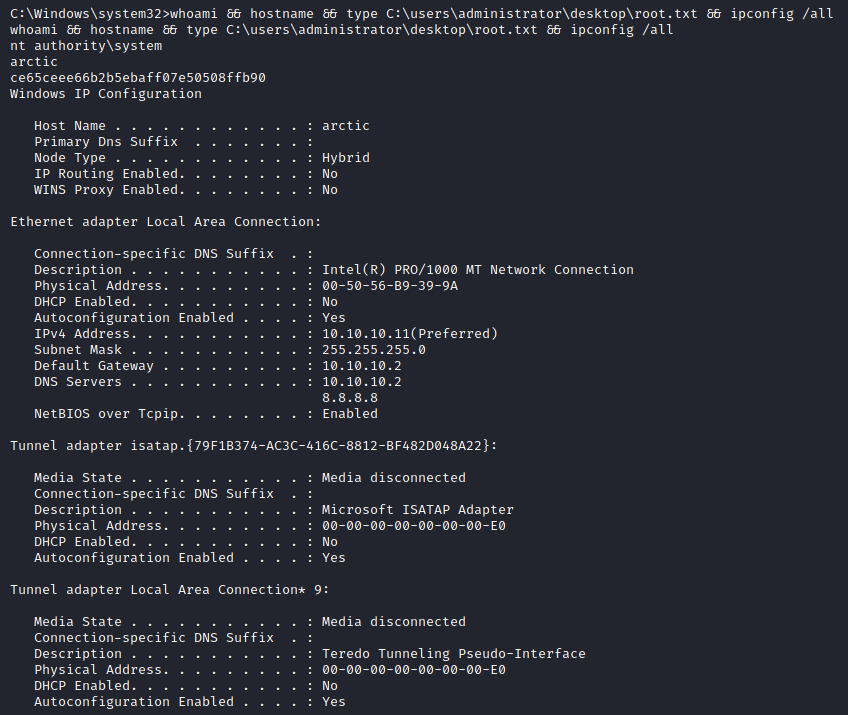 C:\Windows\system32>whoami && hostname && type C:\users\administrator\desktop\root.txt && ipconfig /all
whoami && hostname && type C:\users\administrator\desktop\root.txt && ipconfig /all
nt authority\system
arctic
ce65ceee66b2b5ebaff07e50508ffb90
Windows IP Configuration
Host Name . . . . . . . . . . . . : arctic
Primary Dns Suffix  . . . . . . . :
Node Type . . . . . . . . . . . . : Hybrid
IP Routing Enabled. . . . . . . . : No
WINS Proxy Enabled. . . . . . . . : No
Ethernet adapter Local Area Connection:
Connection-specific DNS Suffix  . :
Description . . . . . . . . . . . : Intel(R) PRO/1000 MT Network Connection
Physical Address. . . . . . . . . : 00-50-56-B9-39-9A
DHCP Enabled. . . . . . . . . . . : No
Autoconfiguration Enabled . . . . : Yes
IPv4 Address. . . . . . . . . . . : 10.10.10.11(Preferred)
Subnet Mask . . . . . . . . . . . : 255.255.255.0
Default Gateway . . . . . . . . . : 10.10.10.2
DNS Servers . . . . . . . . . . . : 10.10.10.2
8.8.8.8
NetBIOS over Tcpip. . . . . . . . : Enabled
Tunnel adapter isatap.{79F1B374-AC3C-416C-8812-BF482D048A22}:
Media State . . . . . . . . . . . : Media disconnected
Connection-specific DNS Suffix  . :
Description . . . . . . . . . . . : Microsoft ISATAP Adapter
Physical Address. . . . . . . . . : 00-00-00-00-00-00-00-E0
DHCP Enabled. . . . . . . . . . . : No
Autoconfiguration Enabled . . . . : Yes
Tunnel adapter Local Area Connection* 9:
Media State . . . . . . . . . . . : Media disconnected
Connection-specific DNS Suffix  . :
Description . . . . . . . . . . . : Teredo Tunneling Pseudo-Interface
Physical Address. . . . . . . . . : 00-00-00-00-00-00-00-E0
DHCP Enabled. . . . . . . . . . . : No
Autoconfiguration Enabled . . . . : Yes